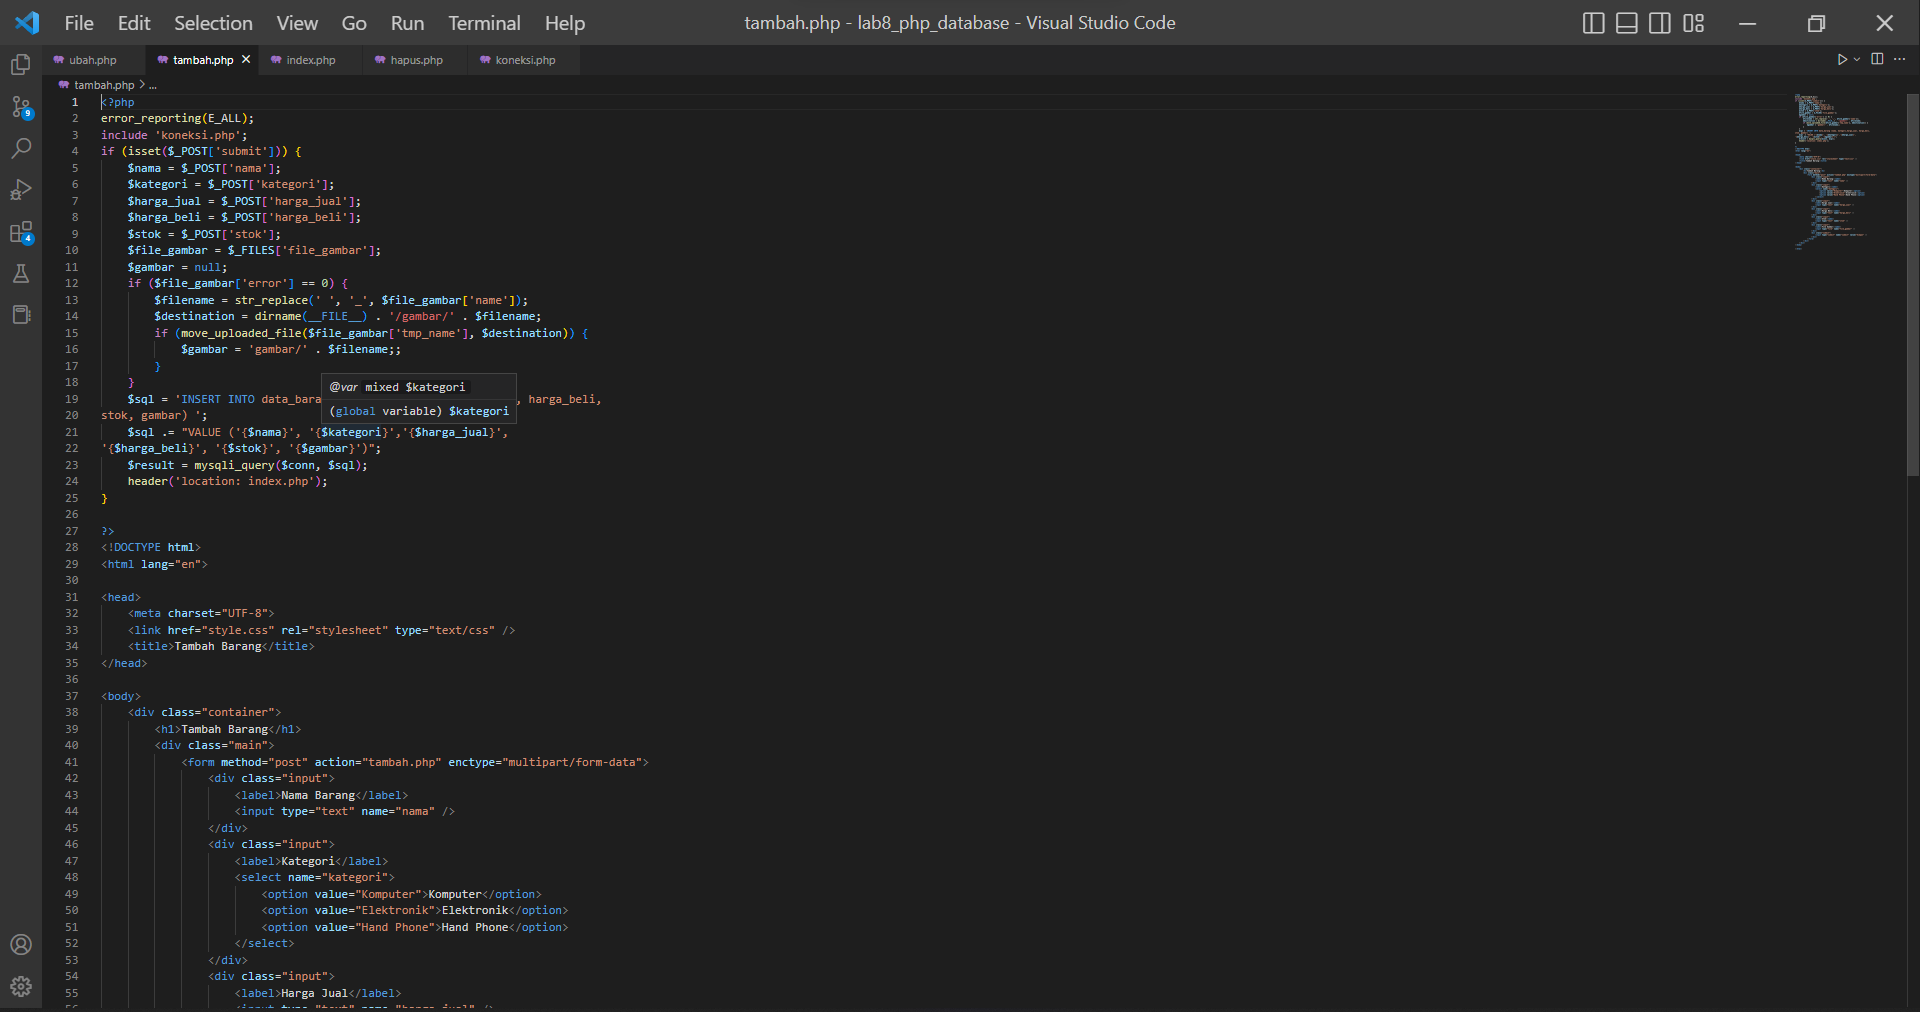 File Edit Selection View Go Run Terminal Help
tambah.php - lab8_php_database - Visual Studio Code
ubah.php tambah.php index.php hapus.php koneksi.php
tambah.php > ...
9
4
1 <?php
2 error_reporting(E_ALL);
3 include 'koneksi.php';
4 if (isset($_POST['submit'])) {
5 $nama = $_POST['nama'];
6 $kategori = $_POST['kategori'];
7 $harga_jual = $_POST['harga_jual'];
8 $harga_beli = $_POST['harga_beli'];
9 $stok = $_POST['stok'];
10 $file_gambar = $_FILES['file_gambar'];
11 $gambar = null;
12 if ($file_gambar['error'] == 0) {
13 $filename = str_replace(' ', '_', $file_gambar['name']);
14 $destination = dirname(__FILE__) . '/gambar/' . $filename;
15 if (move_uploaded_file($file_gambar['tmp_name'], $destination)) {
16 $gambar = 'gambar/' . $filename;;
17 }
18 }
@var mixed $kategori
(global variable) $kategori
19 $sql = 'INSERT INTO data_bara , harga_beli,
20 stok, gambar) ';
21 $sql .= "VALUE ('{$nama}', '{$kategori}','{$harga_jual}',
22 '{$harga_beli}', '{$stok}', '{$gambar}')";
23 $result = mysqli_query($conn, $sql);
24 header('location: index.php');
25 }
26
27 ?>
28 <!DOCTYPE html>
29 <html lang="en">
30
31 <head>
32 <meta charset="UTF-8">
33 <link href="style.css" rel="stylesheet" type="text/css" />
34 <title>Tambah Barang</title>
35 </head>
36
37 <body>
38 <div class="container">
39 <h1>Tambah Barang</h1>
40 <div class="main">
41 <form method="post" action="tambah.php" enctype="multipart/form-data">
42 <div class="input">
43 <label>Nama Barang</label>
44 <input type="text" name="nama" />
45 </div>
46 <div class="input">
47 <label>Kategori</label>
48 <select name="kategori">
49 <option value="Komputer">Komputer</option>
50 <option value="Elektronik">Elektronik</option>
51 <option value="Hand Phone">Hand Phone</option>
52 </select>
53 </div>
54 <div class="input">
55 <label>Harga Jual</label>